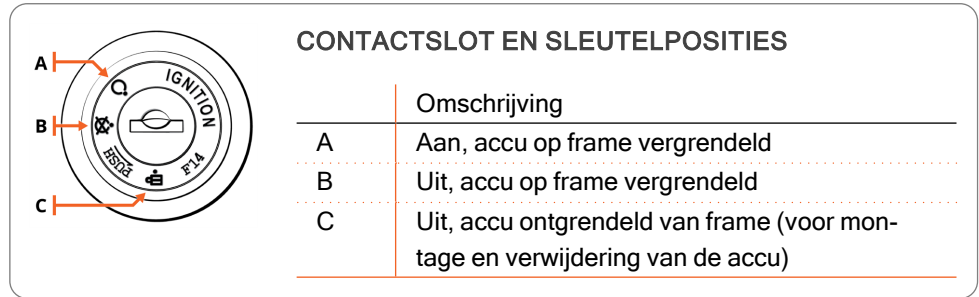 CONTACTSLOT EN SLEUTELPOSITIES
A
B
C
IGNITION
PUSH
F14
Omschrijving
A Aan, accu op frame vergrendeld
B Uit, accu op frame vergrendeld
C Uit, accu ontgrendeld van frame (voor mon-
tage en verwijdering van de accu)